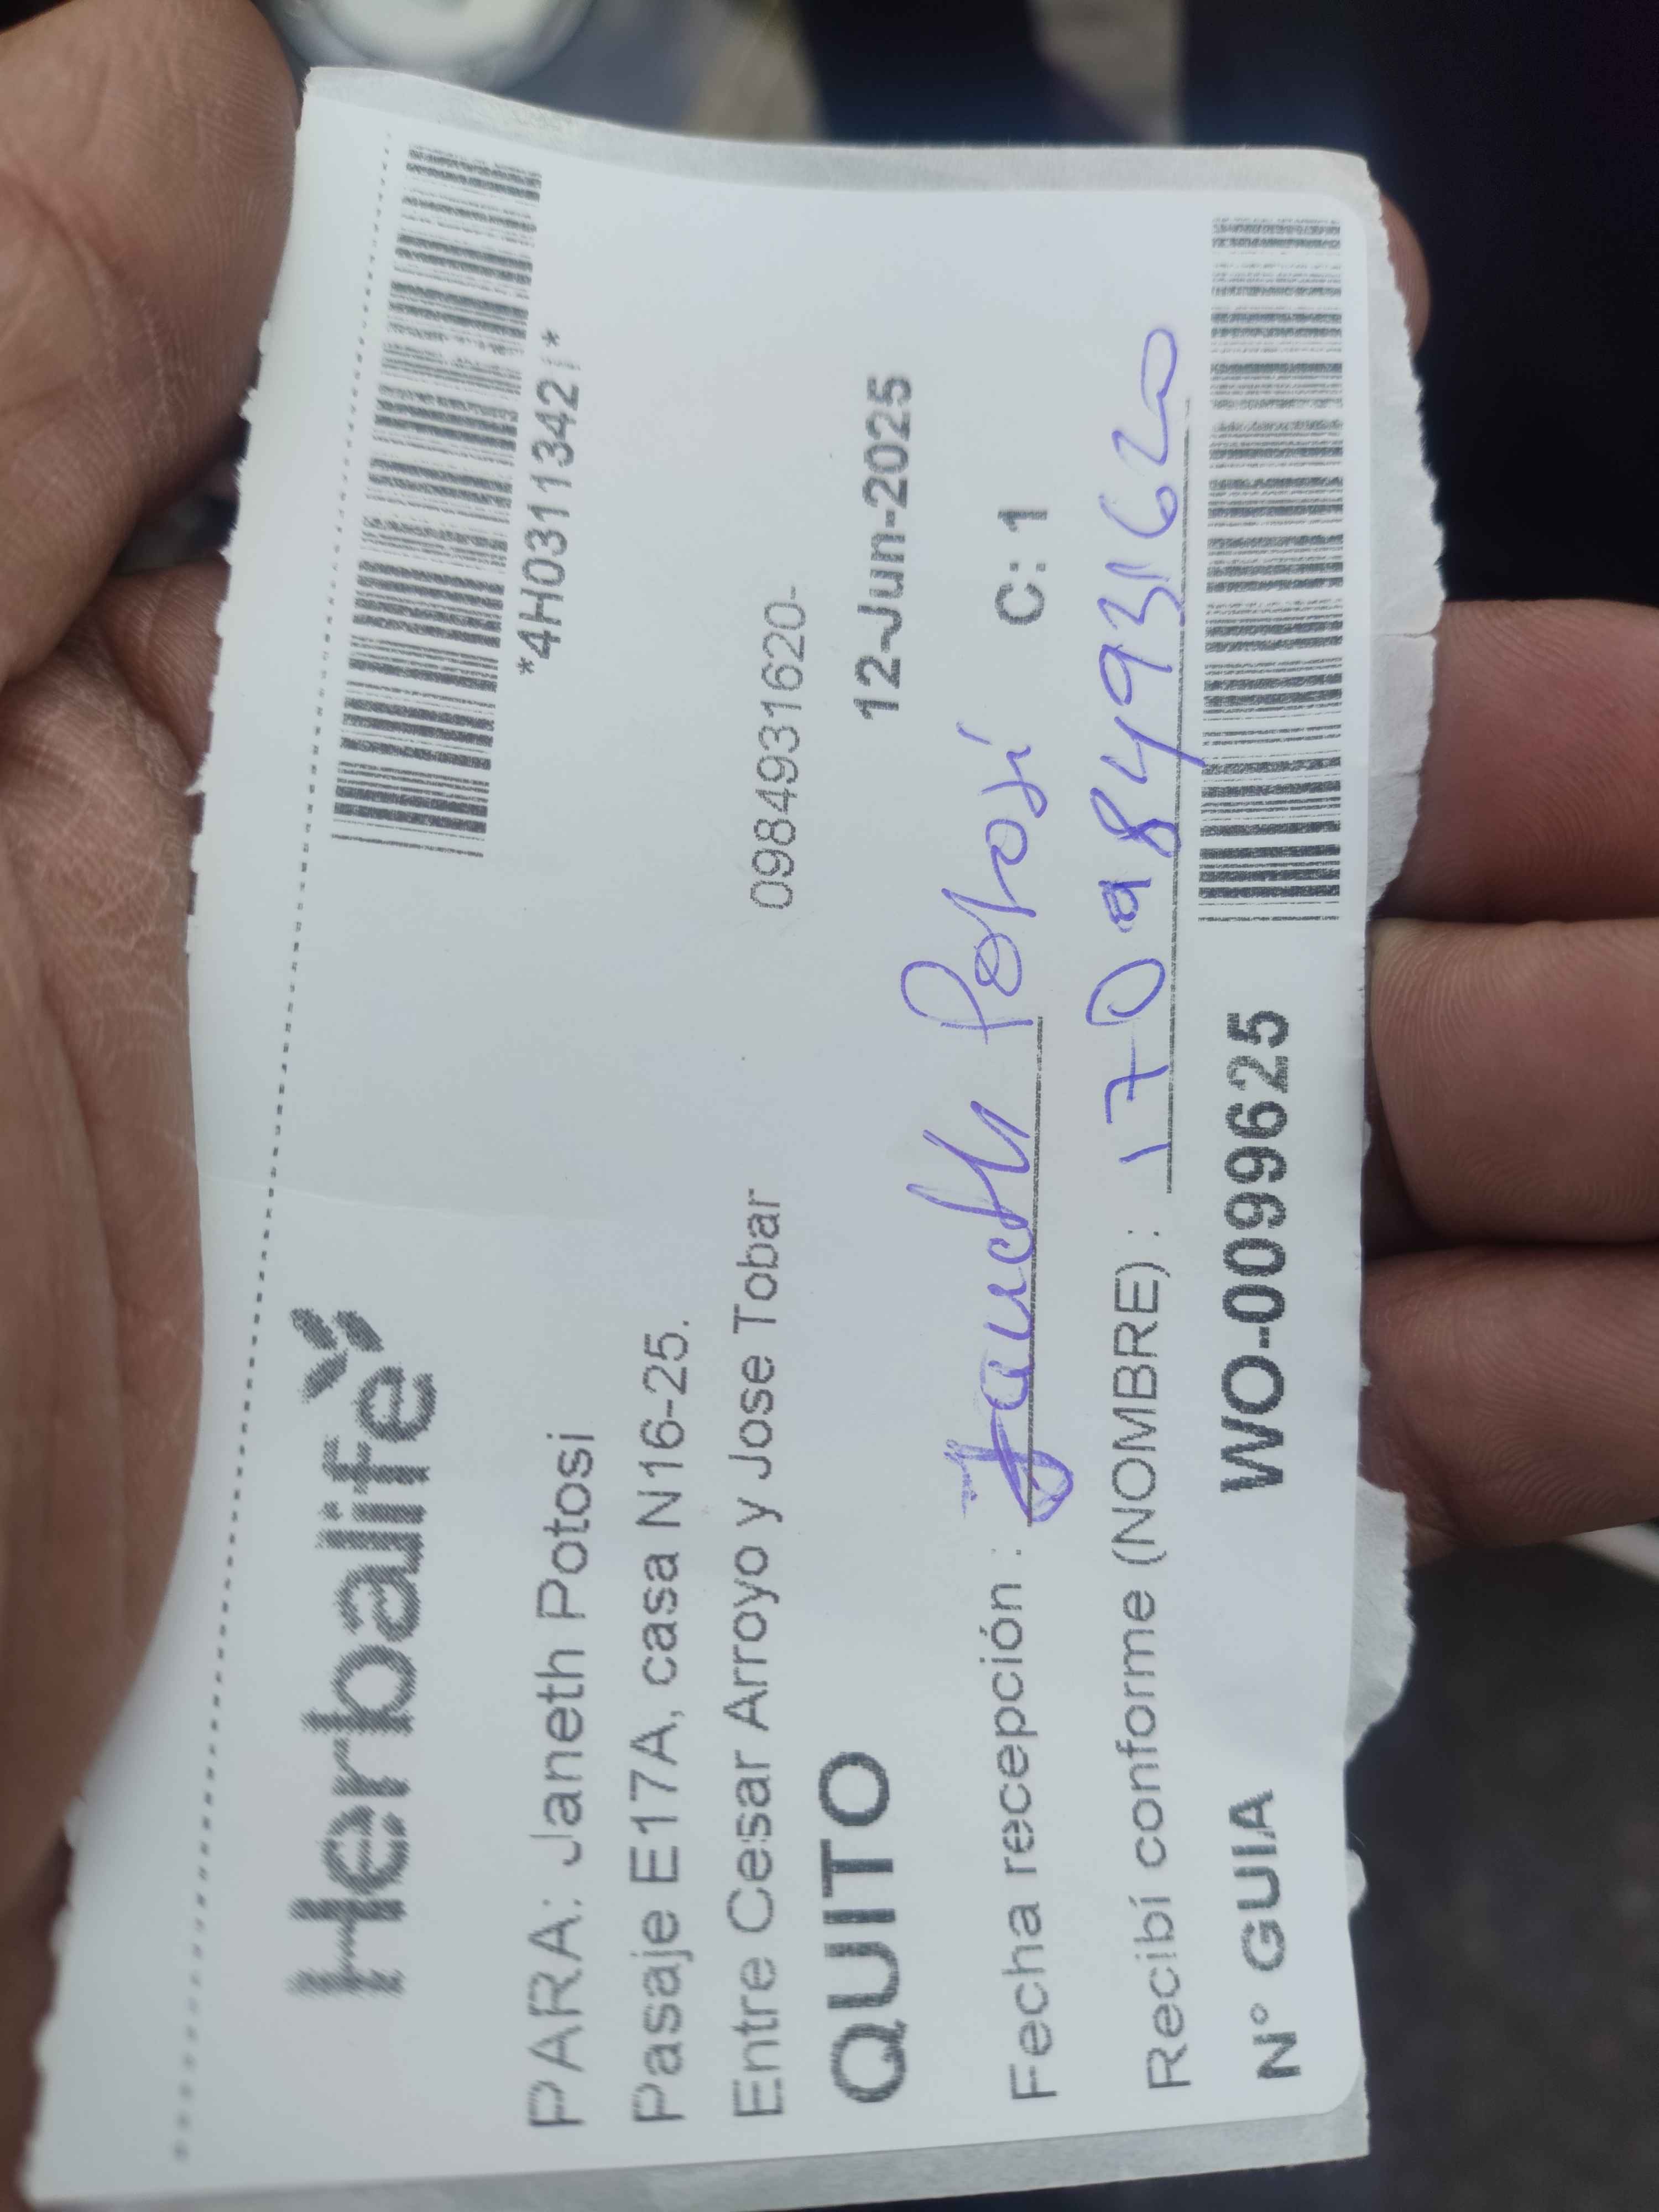 Herbalife
*4H0311342
PARA: Janeth Potosi
Pasaje E17A, casa N16-25.
Entre Cesar Arroyo y Jose Tobar 0984931620-
QUITO 12-Jun-2025
Fecha recepción : Janeth Potosí C: 1
Recibí conforme (NOMBRE) :
N° GUIA WO-0099625